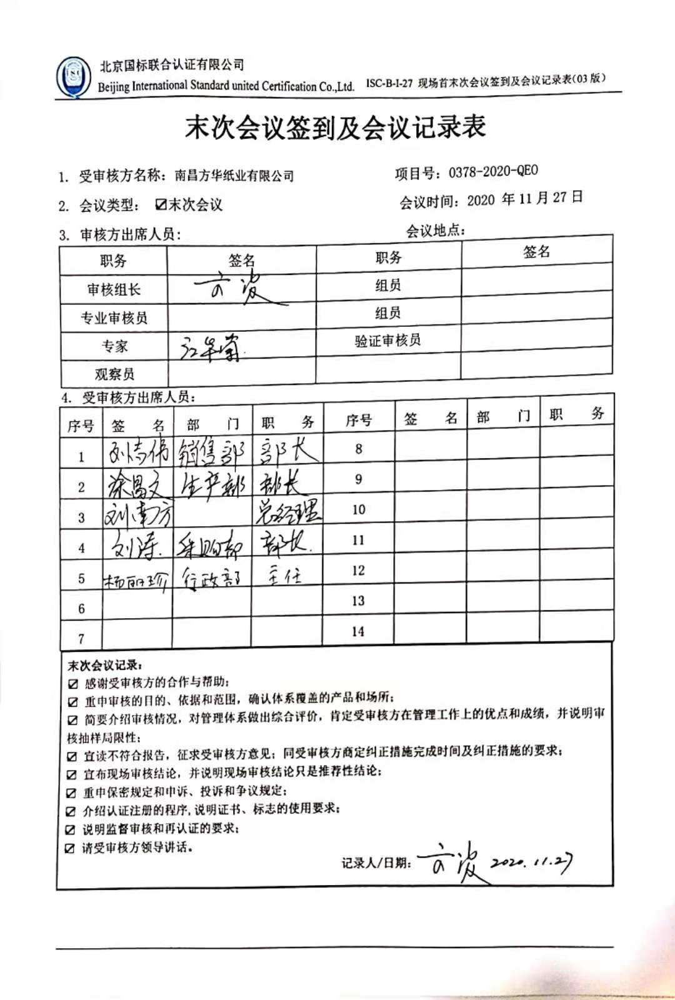 北京国标联合认证有限公司
Beijing International Standard united Certification Co.,Ltd. ISC-B-I-27 现场首末次会议签到及会议记录表(03 版)
末次会议签到及会议记录表
1. 受审核方名称：南昌方华纸业有限公司 项目号：0378-2020-QEO
2. 会议类型： ☑末次会议 会议时间：2020 年 11 月 27 日
3. 审核方出席人员： 会议地点：
职务 签名 职务 签名
审核组长 组员
专业审核员 组员
专家 验证审核员
观察员
4. 受审核方出席人员：
序号 签 名 部 门 职 务 序号 签 名 部 门 职 务
1 刘志伟 销售部 部长 8
2 涂昌文 生产部 部长 9
3 刘南方 总经理 10
4 刘涛. 采购部 部长. 11
5 杨丽珍 行政部 主任 12
6 13
7 14
末次会议记录：
☑ 感谢受审核方的合作与帮助；
☑ 重申审核的目的、依据和范围，确认体系覆盖的产品和场所；
☑ 简要介绍审核情况，对管理体系做出综合评价，肯定受审核方在管理工作上的优点和成绩，并说明审
核抽样局限性；
☑ 宣读不符合报告，征求受审核方意见；同受审核方商定纠正措施完成时间及纠正措施的要求；
☑ 宣布现场审核结论，并说明现场审核结论只是推荐性结论；
☑ 重申保密规定和申诉、投诉和争议规定；
☑ 介绍认证注册的程序,说明证书、标志的使用要求；
☑ 说明监督审核和再认证的要求；
☑ 请受审核方领导讲话。
记录人/日期： 2020.11.27